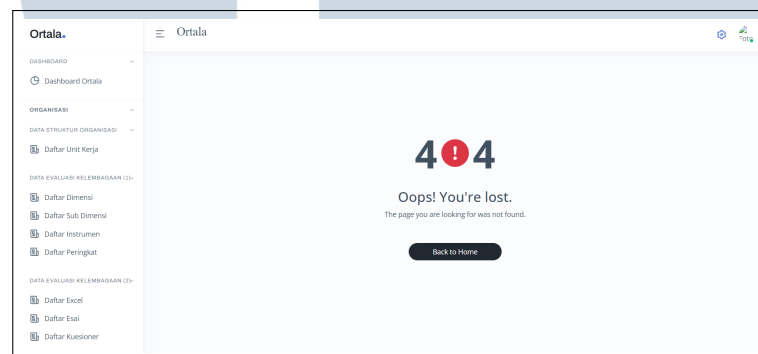 Ortala.
Ortala
DASHBOARD
Dashboard Ortala
ORGANISASI
DATA STRUKTUR ORGANISASI
Daftar Unit Kerja
DATA EVALUASI KELEMBAGAAN (1)
Daftar Dimensi
Daftar Sub Dimensi
Daftar Instrumen
Daftar Peringkat
DATA EVALUASI KELEMBAGAAN (2)
Daftar Excel
Daftar Esai
Daftar Kuesioner
4!4
Oops! You're lost.
The page you are looking for was not found.
Back to Home